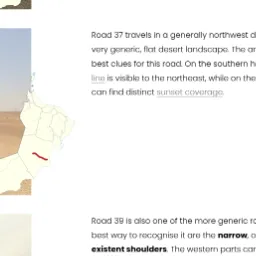 Road 37 travels in a generally northwest d
very generic, flat desert landscape. The ar
best clues for this road. On the southern h
line is visible to the northeast, while on the
can find distinct sunset coverage.
Road 39 is also one of the more generic ro
best way to recognise it are the narrow, o
existent shoulders. The western parts can